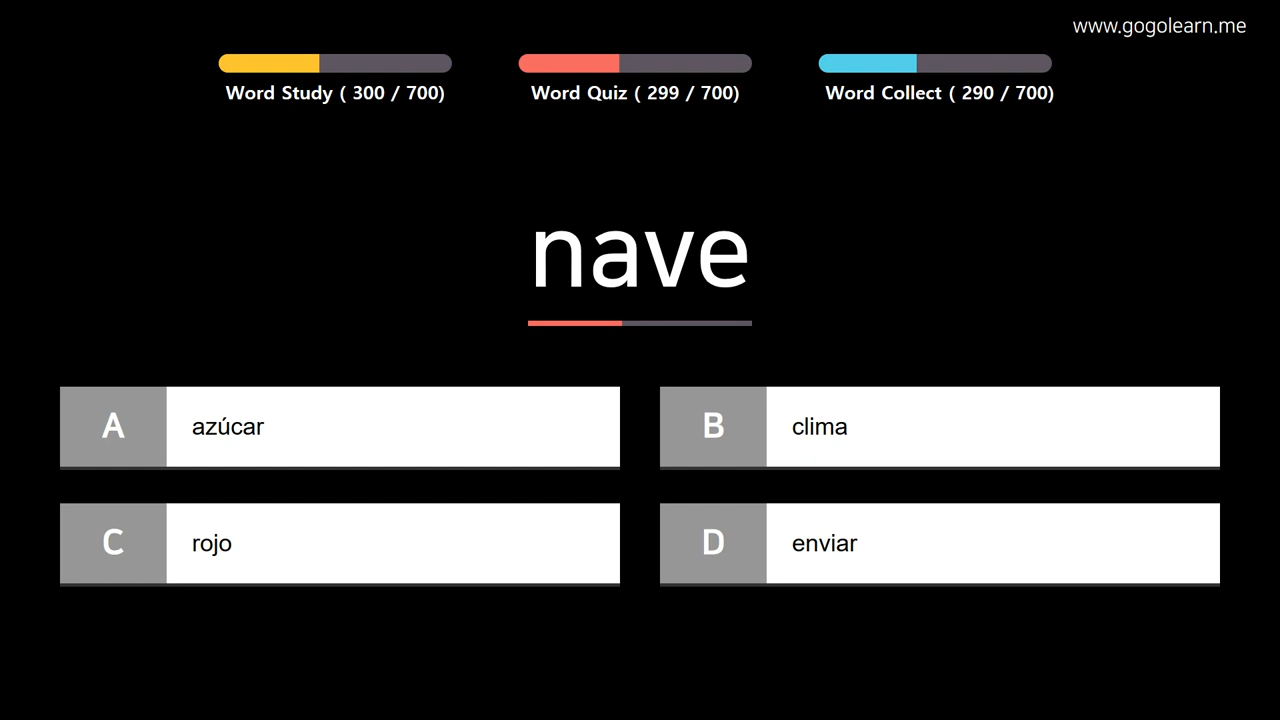 www.gogolearn.me
Word Study ( 300 / 700)
Word Quiz ( 299 / 700)
Word Collect ( 290 / 700)
nave
A azúcar
B clima
C rojo
D enviar